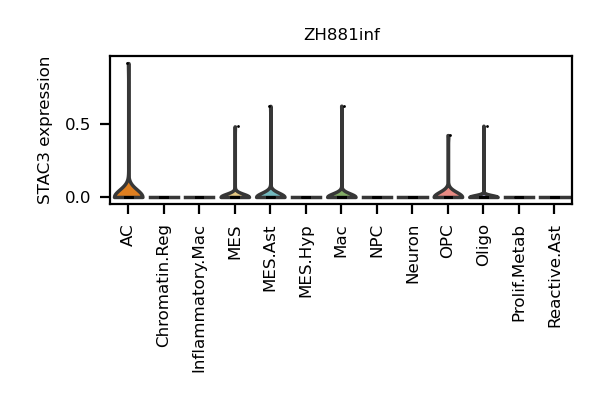 ZH881inf
STAC3 expression
0.5
0.0
AC
Chromatin.Reg
Inflammatory.Mac
MES
MES.Ast
MES.Hyp
Mac
NPC
Neuron
OPC
Oligo
Prolif.Metab
Reactive.Ast